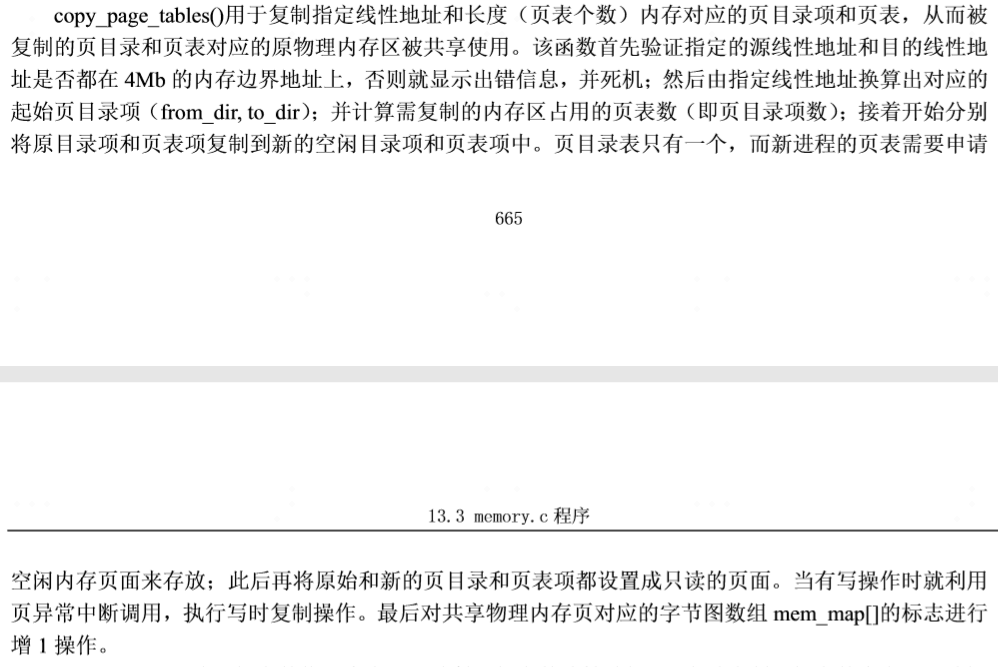 copy_page_tables()用于复制指定线性地址和长度（页表个数）内存对应的页目录项和页表，从而被
复制的页目录和页表对应的原物理内存区被共享使用。该函数首先验证指定的源线性地址和目的线性地
址是否都在 4Mb 的内存边界地址上，否则就显示出错信息，并死机；然后由指定线性地址换算出对应的
起始页目录项（from_dir, to_dir）；并计算需复制的内存区占用的页表数（即页目录项数）；接着开始分别
将原目录项和页表项复制到新的空闲目录项和页表项中。页目录表只有一个，而新进程的页表需要申请
665
13.3 memory.c 程序
空闲内存页面来存放；此后再将原始和新的页目录和页表项都设置成只读的页面。当有写操作时就利用
页异常中断调用，执行写时复制操作。最后对共享物理内存页对应的字节图数组 mem_map[]的标志进行
增 1 操作。